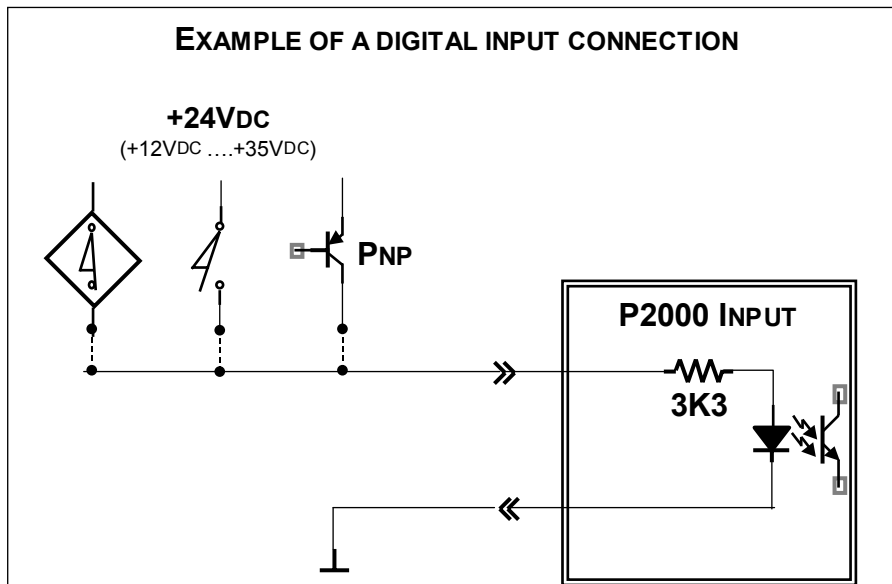 EXAMPLE OF A DIGITAL INPUT CONNECTION
+24VDC
(+12VDC ....+35VDC)
PNP
P2000 INPUT
3K3